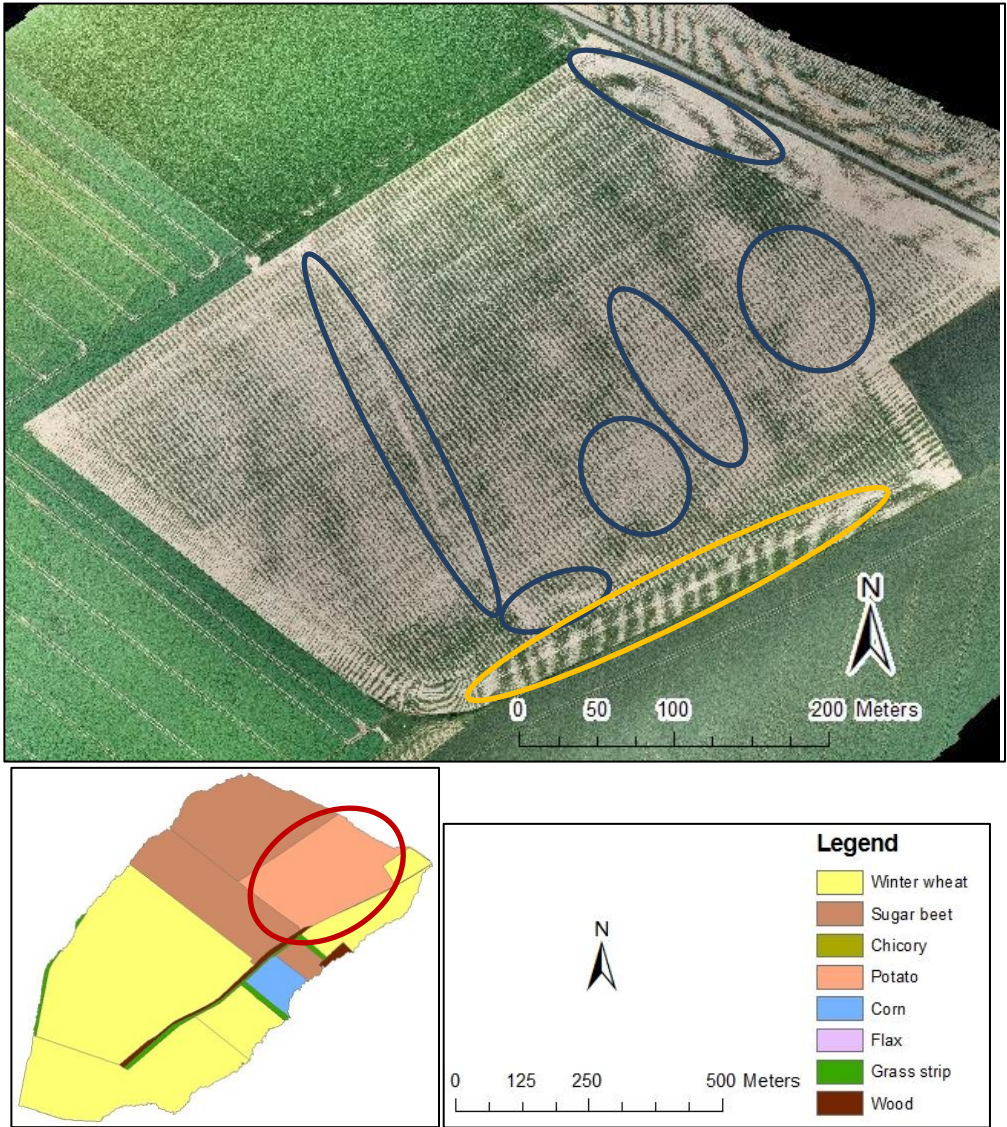 N
0 50 100 200 Meters
N
0 125 250 500 Meters
Legend
Winter wheat
Sugar beet
Chicory
Potato
Corn
Flax
Grass strip
Wood